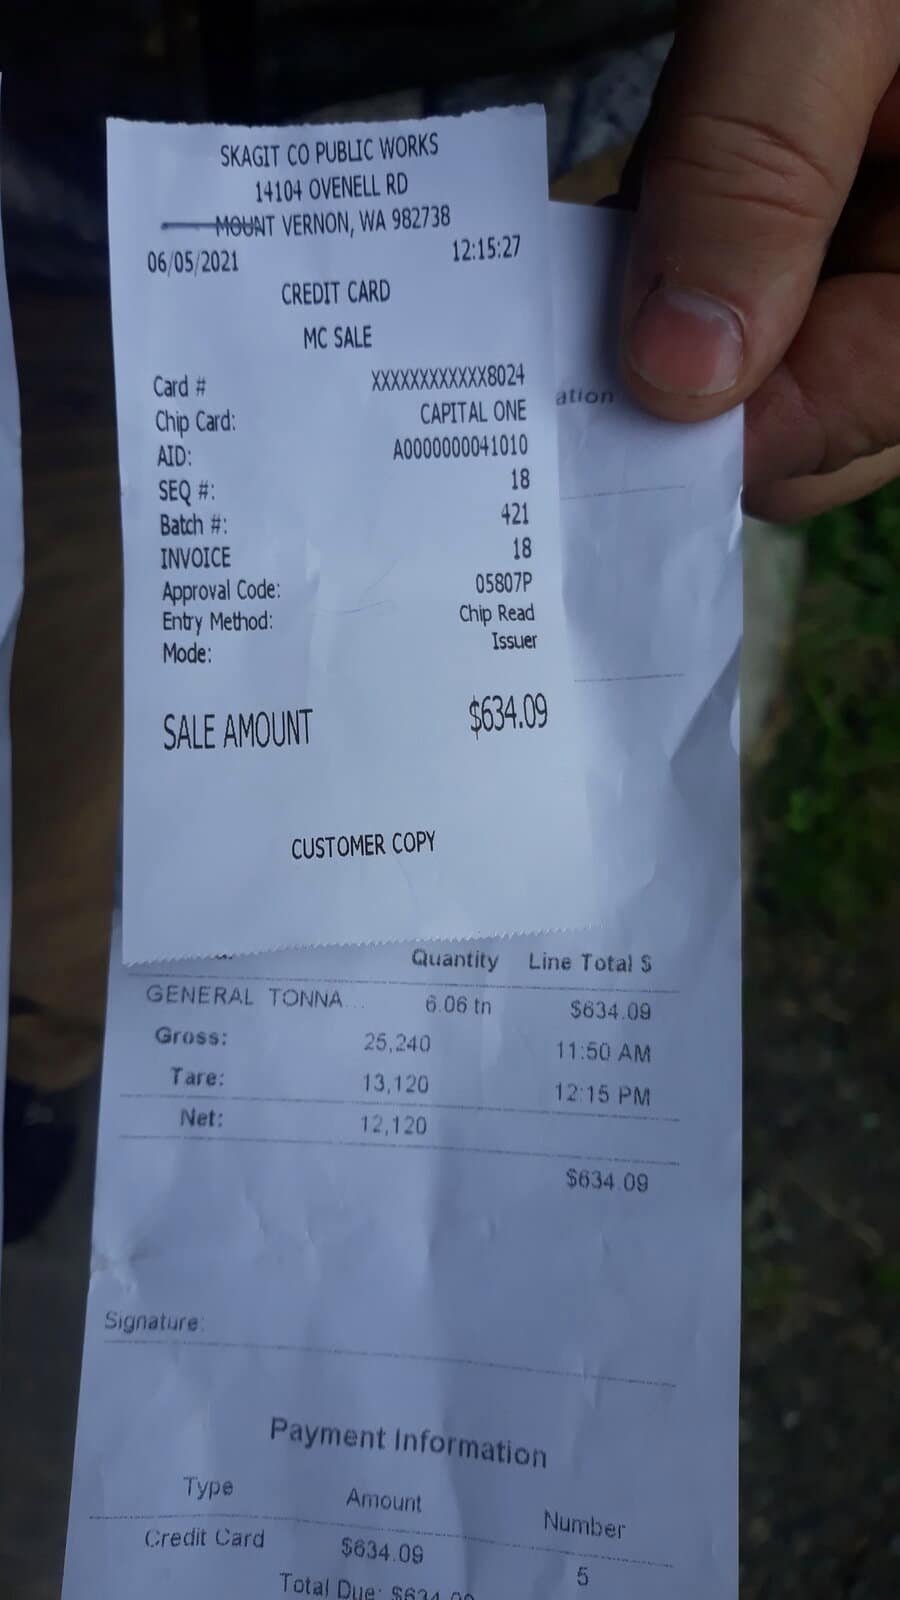 SKAGIT CO PUBLIC WORKS
14104 OVENELL RD
MOUNT VERNON, WA 982738
06/05/2021 12:15:27
CREDIT CARD
MC SALE
Card # XXXXXXXXXXXX8024
Chip Card: CAPITAL ONE
AID: A0000000041010
SEQ #: 18
Batch #: 421
INVOICE 18
Approval Code: 05807P
Entry Method: Chip Read
Mode: Issuer
SALE AMOUNT $634.09
CUSTOMER COPY
ation
Quantity Line Total $
GENERAL TONNA... 6.06 tn $634.09
Gross: 25,240 11:50 AM
Tare: 13,120 12:15 PM
Net: 12,120
$634.09
Signature:
Payment Information
Type Amount Number
Credit Card $634.09 5
Total Due: $634.09